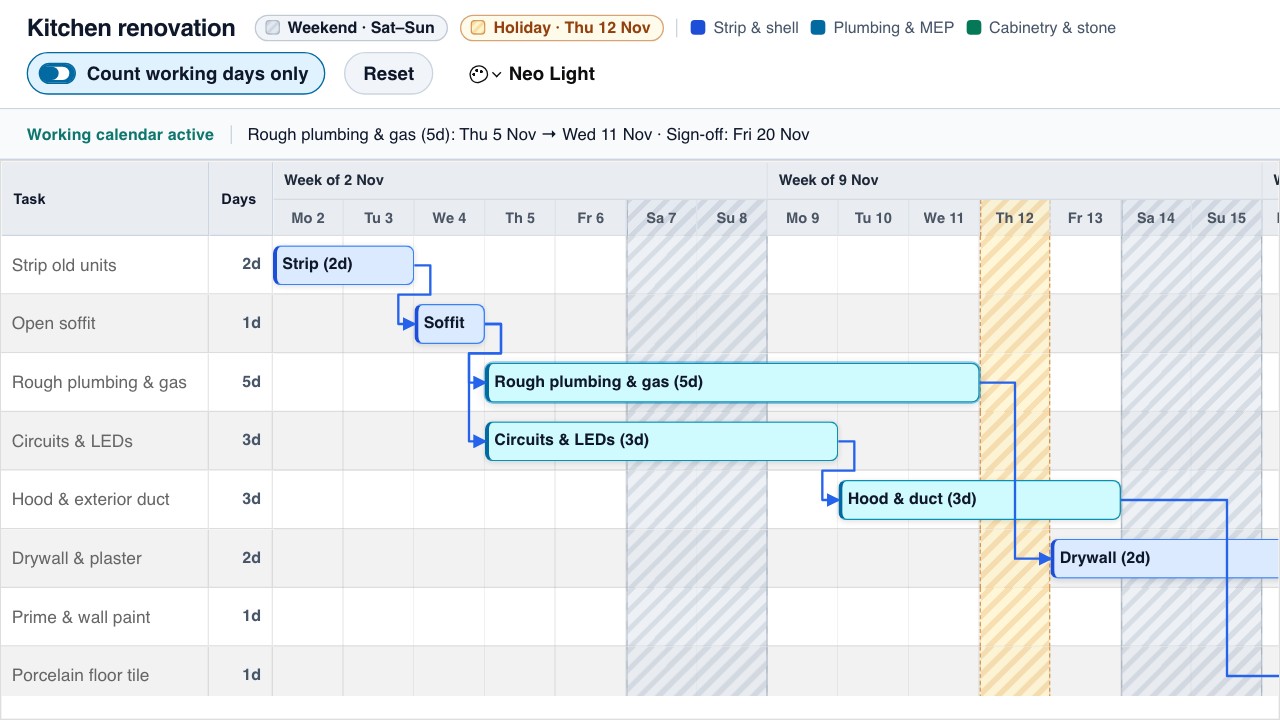 Kitchen renovation Weekend · Sat–Sun Holiday · Thu 12 Nov Strip & shell Plumbing & MEP Cabinetry & stone
Count working days only Reset Neo Light
Working calendar active Rough plumbing & gas (5d): Thu 5 Nov → Wed 11 Nov · Sign-off: Fri 20 Nov
Task Days Week of 2 Nov Week of 9 Nov
Mo 2 Tu 3 We 4 Th 5 Fr 6 Sa 7 Su 8 Mo 9 Tu 10 We 11 Th 12 Fr 13 Sa 14 Su 15
Strip old units 2d Strip (2d)
Open soffit 1d Soffit
Rough plumbing & gas 5d Rough plumbing & gas (5d)
Circuits & LEDs 3d Circuits & LEDs (3d)
Hood & exterior duct 3d Hood & duct (3d)
Drywall & plaster 2d Drywall (2d)
Prime & wall paint 1d
Porcelain floor tile 1d